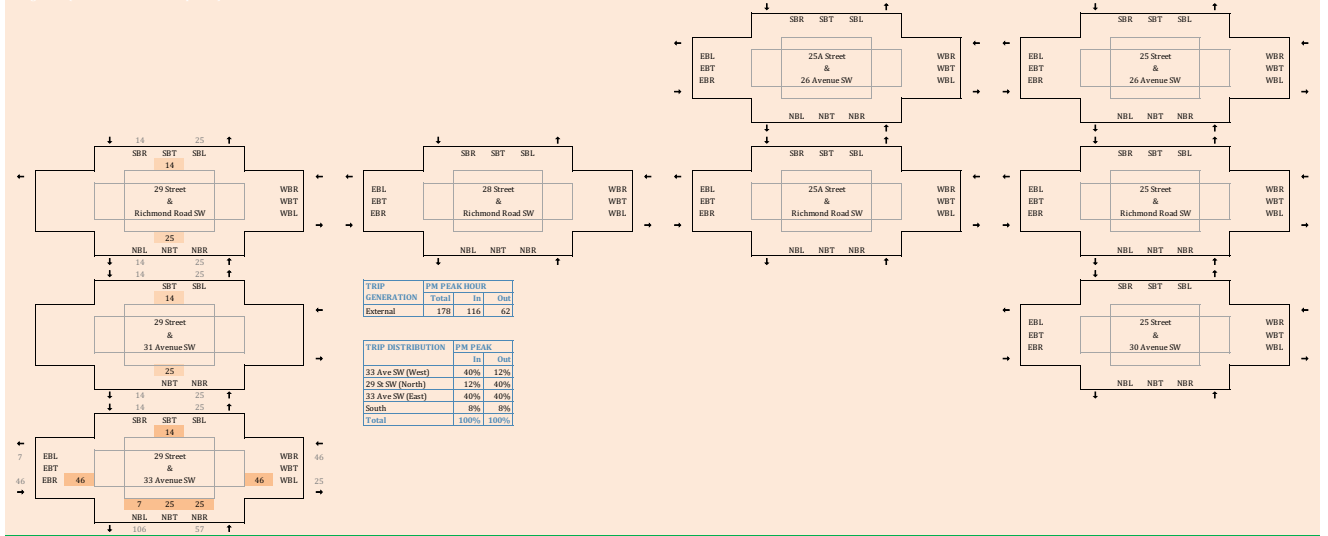 SBR SBT SBL
EBL 25A Street WBR
EBT & WBT
EBR 26 Avenue SW WBL
NBL NBT NBR
SBR SBT SBL
EBL 25 Street WBR
EBT & WBT
EBR 26 Avenue SW WBL
NBL NBT NBR
14 25
SBR SBT SBL
14
29 Street WBR
& WBT
Richmond Road SW WBL
25
NBL NBT NBR
14 25
SBR SBT SBL
EBL 28 Street WBR
EBT & WBT
EBR Richmond Road SW WBL
NBL NBT NBR
SBR SBT SBL
EBL 25A Street WBR
EBT & WBT
EBR Richmond Road SW WBL
NBL NBT NBR
SBR SBT SBL
EBL 25 Street WBR
EBT & WBT
EBR Richmond Road SW WBL
NBL NBT NBR
14 25
SBT SBL
14
29 Street
&
31 Avenue SW
25
NBT NBR
14 25
TRIP GENERATION PM PEAK HOUR
Total In Out
External 178 116 62
TRIP DISTRIBUTION PM PEAK
In Out
33 Ave SW (West) 40% 12%
29 St SW (North) 12% 40%
33 Ave SW (East) 40% 40%
South 8% 8%
Total 100% 100%
SBR SBT SBL
EBL 25 Street WBR
EBT & WBT
EBR 30 Avenue SW WBL
NBL NBT NBR
14 25
SBR SBT SBL
14
7 EBL 29 Street WBR 46
EBT & WBT
46 EBR 46 33 Avenue SW 46 WBL 25
7 25 25
NBL NBT NBR
106 57